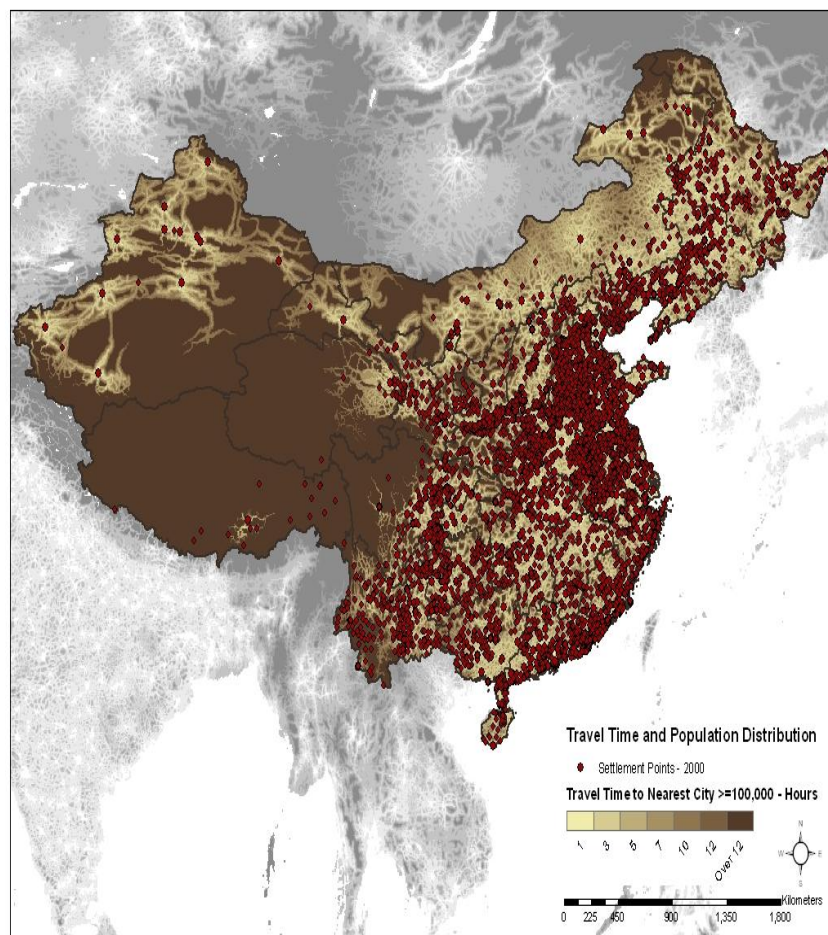 Travel Time and Population Distribution
Settlement Points - 2000
Travel Time to Nearest City >=100,000 - Hours
1 3 5 7 10 12 Over 12
N
W E
S
Kilometers
0 225 450 900 1,350 1,800